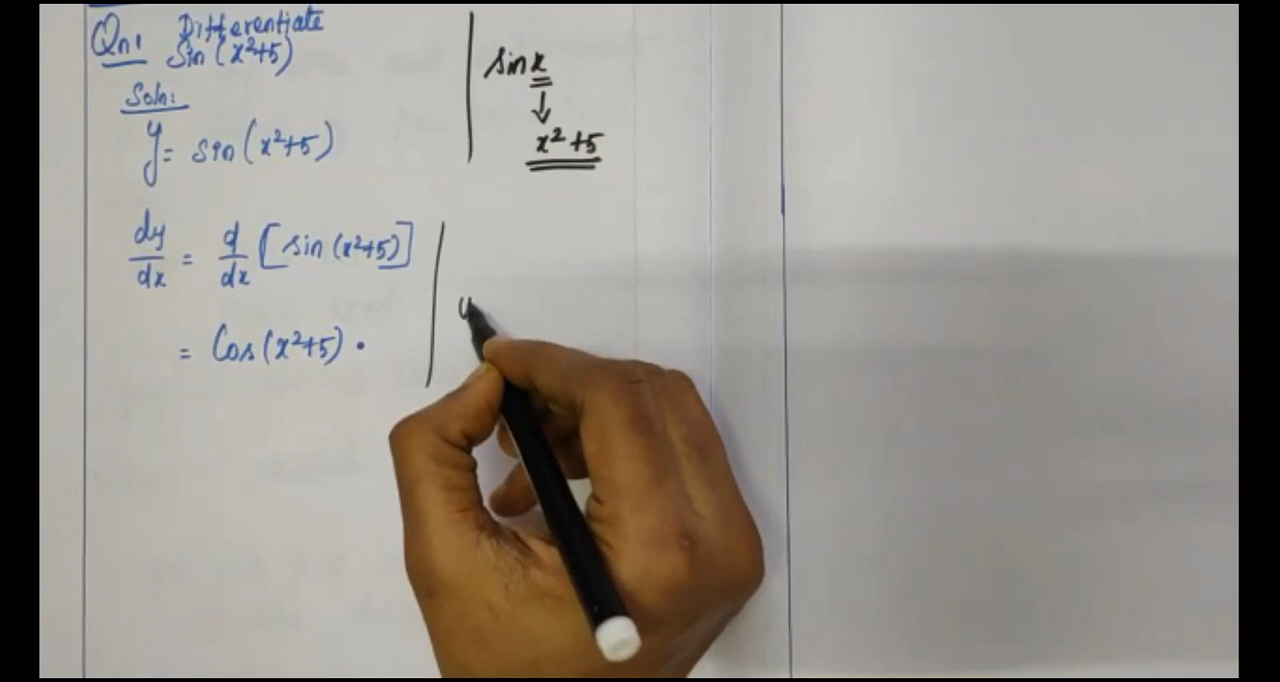 Qn: Differentiate
Sin (x²+5)
Soln:
y = sin (x²+5)
dy/dx = d/dx [sin (x²+5)]
= Cos (x²+5) •
sin x
↓
x² + 5